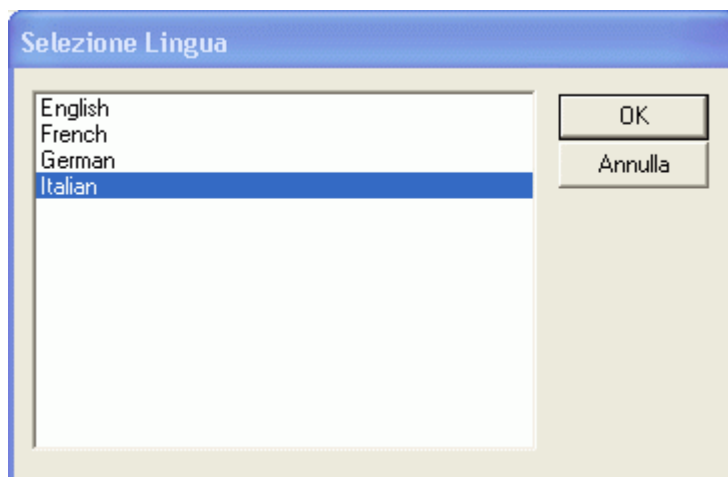 Selezione Lingua
English
French
German
Italian
OK
Annulla